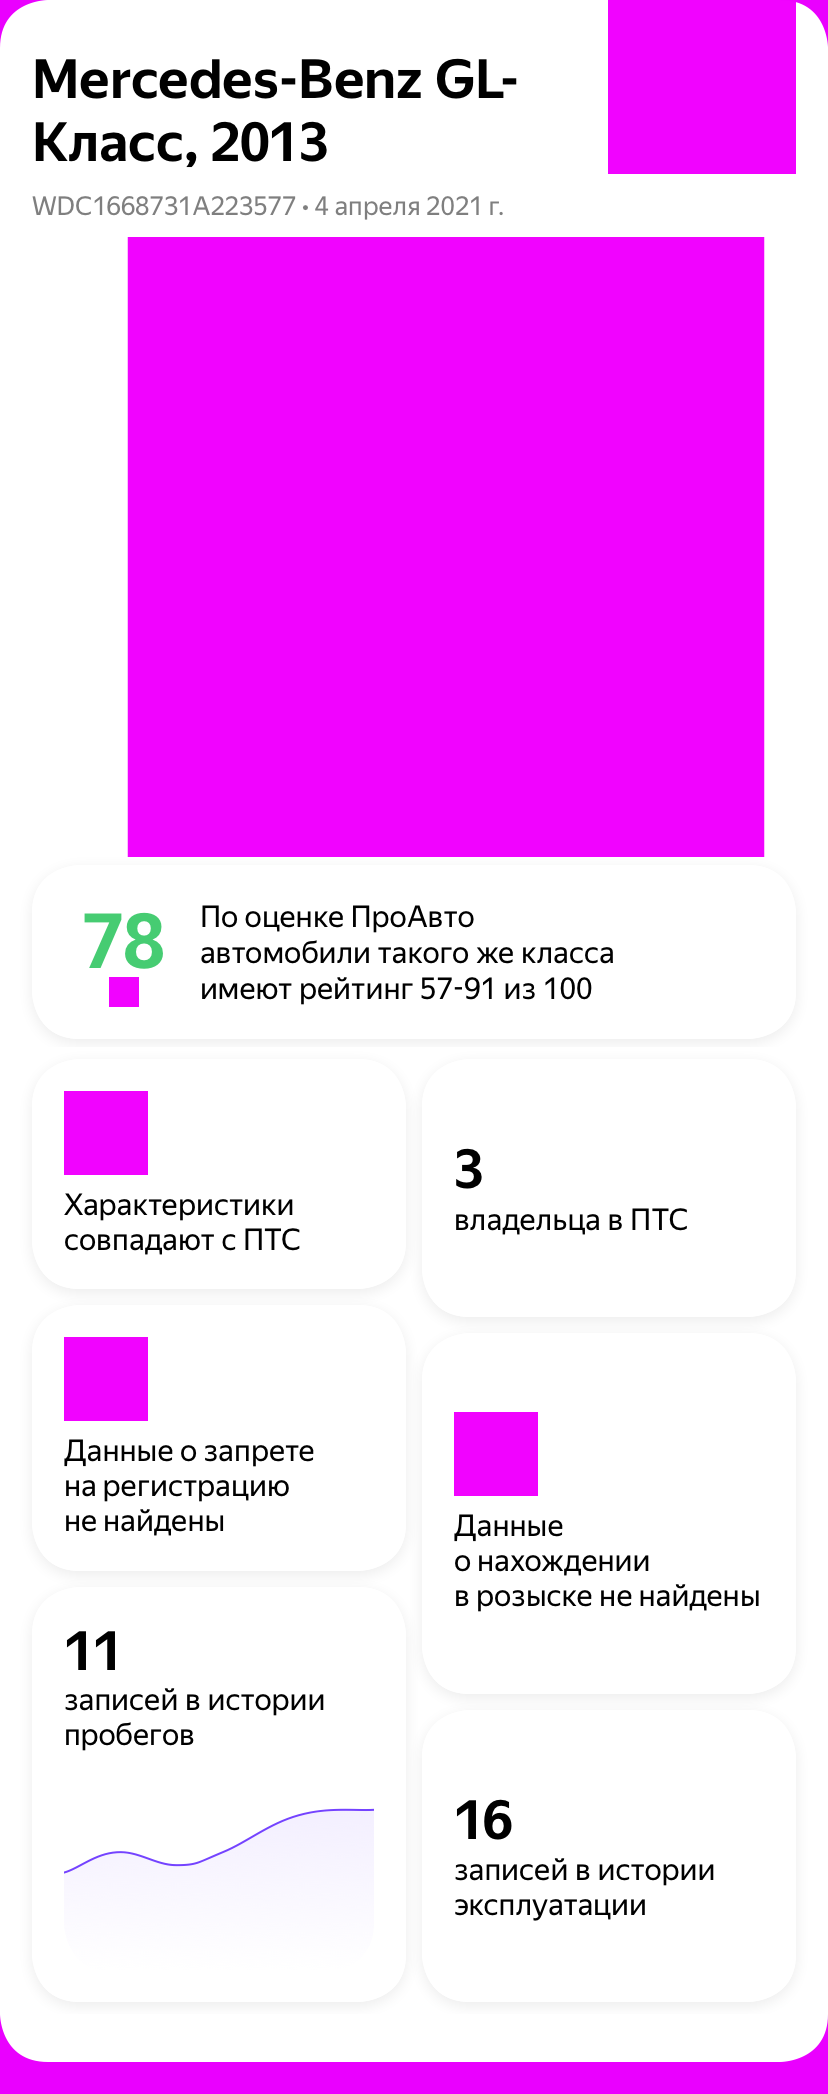 Mercedes-Benz GL-
Класс, 2013
WDC1668731A223577 • 4 апреля 2021 г.
78
По оценке ПроАвто
автомобили такого же класса
имеют рейтинг 57-91 из 100
Характеристики
совпадают с ПТС
3
владельца в ПТС
Данные о запрете
на регистрацию
не найдены
Данные
о нахождении
в розыске не найдены
11
записей в истории
пробегов
16
записей в истории
эксплуатации